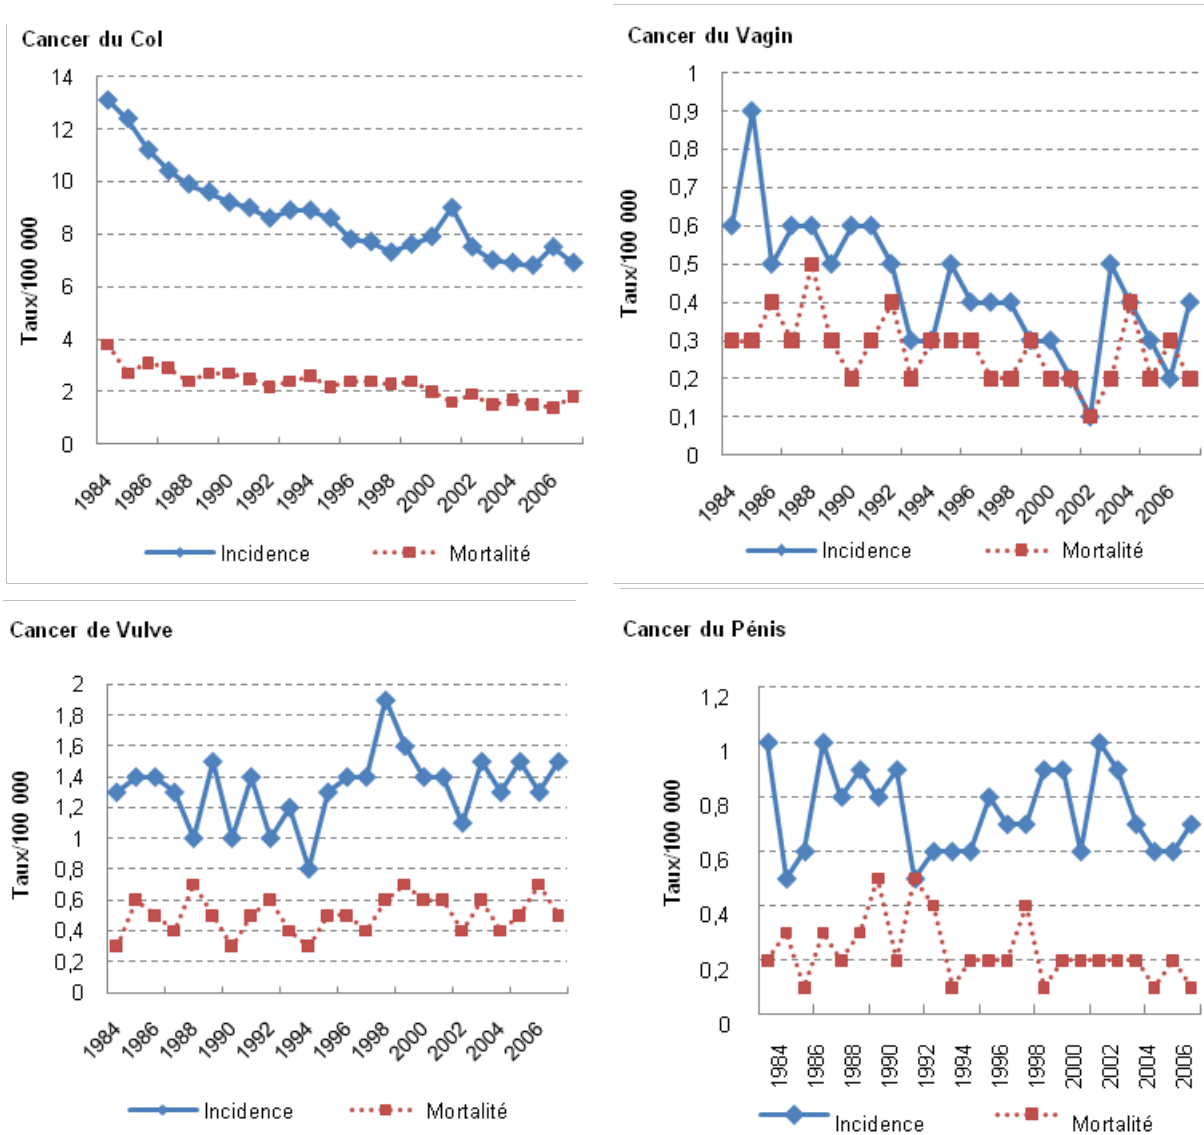 Cancer du Col
Taux/100 000
14
12
10
8
6
4
2
0
1984 1986 1988 1990 1992 1994 1996 1998 2000 2002 2004 2006
Incidence Mortalité
Cancer du Vagin
Taux/100 000
1
0,9
0,8
0,7
0,6
0,5
0,4
0,3
0,2
0,1
0
1984 1986 1988 1990 1992 1994 1996 1998 2000 2002 2004 2006
Incidence Mortalité
Cancer de Vulve
Taux/100 000
2
1,8
1,6
1,4
1,2
1
0,8
0,6
0,4
0,2
0
1984 1986 1988 1990 1992 1994 1996 1998 2000 2002 2004 2006
Incidence Mortalité
Cancer du Pénis
Taux/100 000
1,2
1
0,8
0,6
0,4
0,2
0
1984 1986 1988 1990 1992 1994 1996 1998 2000 2002 2004 2006
Incidence Mortalité